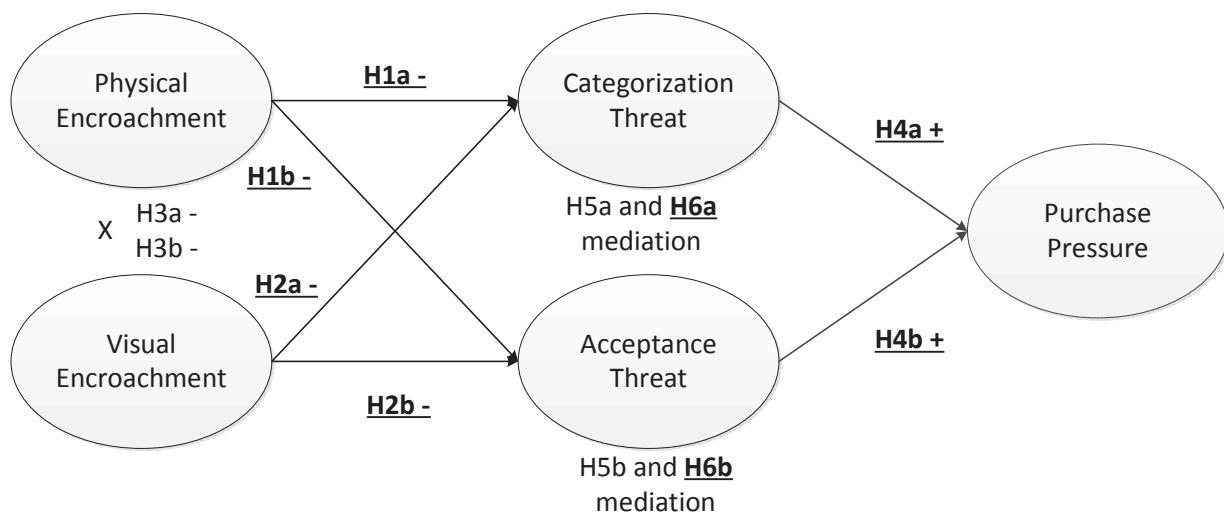 Physical
Encroachment
H1a -
Categorization
Threat
H4a +
H1b -
X
H3a -
H3b -
H5a and H6a
mediation
Purchase
Pressure
H2a -
Visual
Encroachment
H2b -
Acceptance
Threat
H4b +
H5b and H6b
mediation